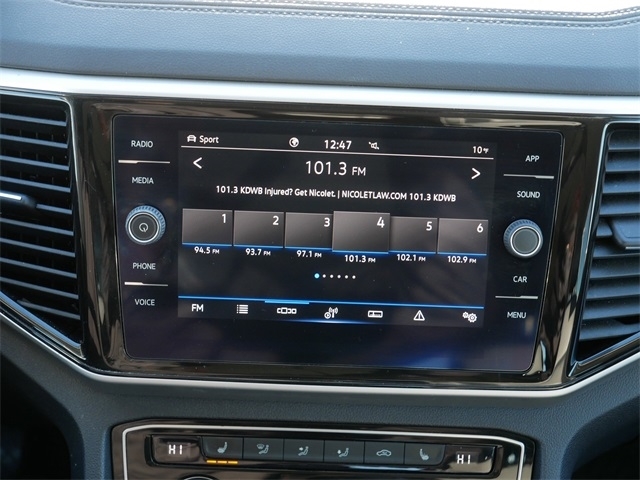 RADIO
MEDIA
PHONE
VOICE
Sport 12:47 10°F
< 101.3 FM >
101.3 KDWB Injured? Get Nicolet. | NICOLETLAW.COM 101.3 KDWB
1 2 3 4 5 6
94.5 FM 93.7 FM 97.1 FM 101.3 FM 102.1 FM 102.9 FM
FM
APP
SOUND
CAR
MENU
HI HI